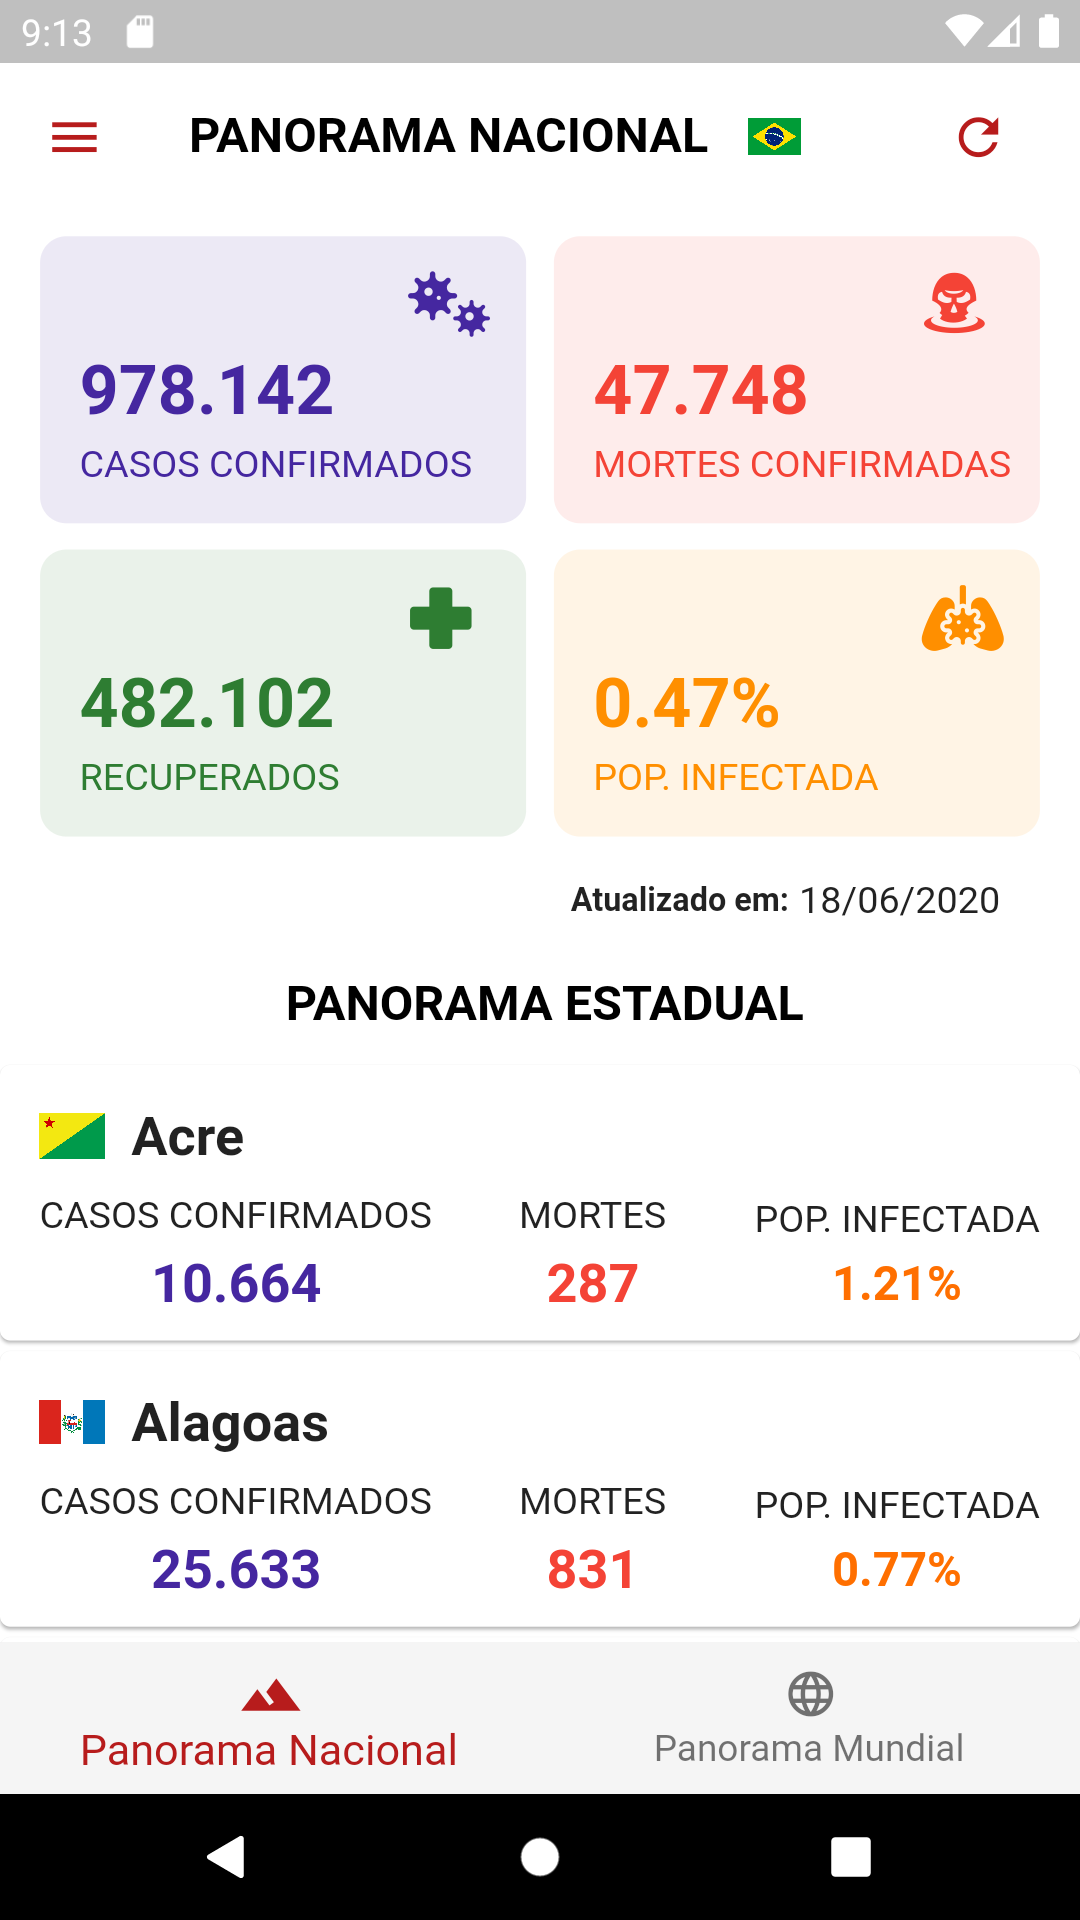 9:13
PANORAMA NACIONAL
978.142
CASOS CONFIRMADOS
47.748
MORTES CONFIRMADAS
482.102
RECUPERADOS
0.47%
POP. INFECTADA
Atualizado em: 18/06/2020
PANORAMA ESTADUAL
Acre
CASOS CONFIRMADOS MORTES POP. INFECTADA
10.664 287 1.21%
Alagoas
CASOS CONFIRMADOS MORTES POP. INFECTADA
25.633 831 0.77%
Panorama Nacional Panorama Mundial